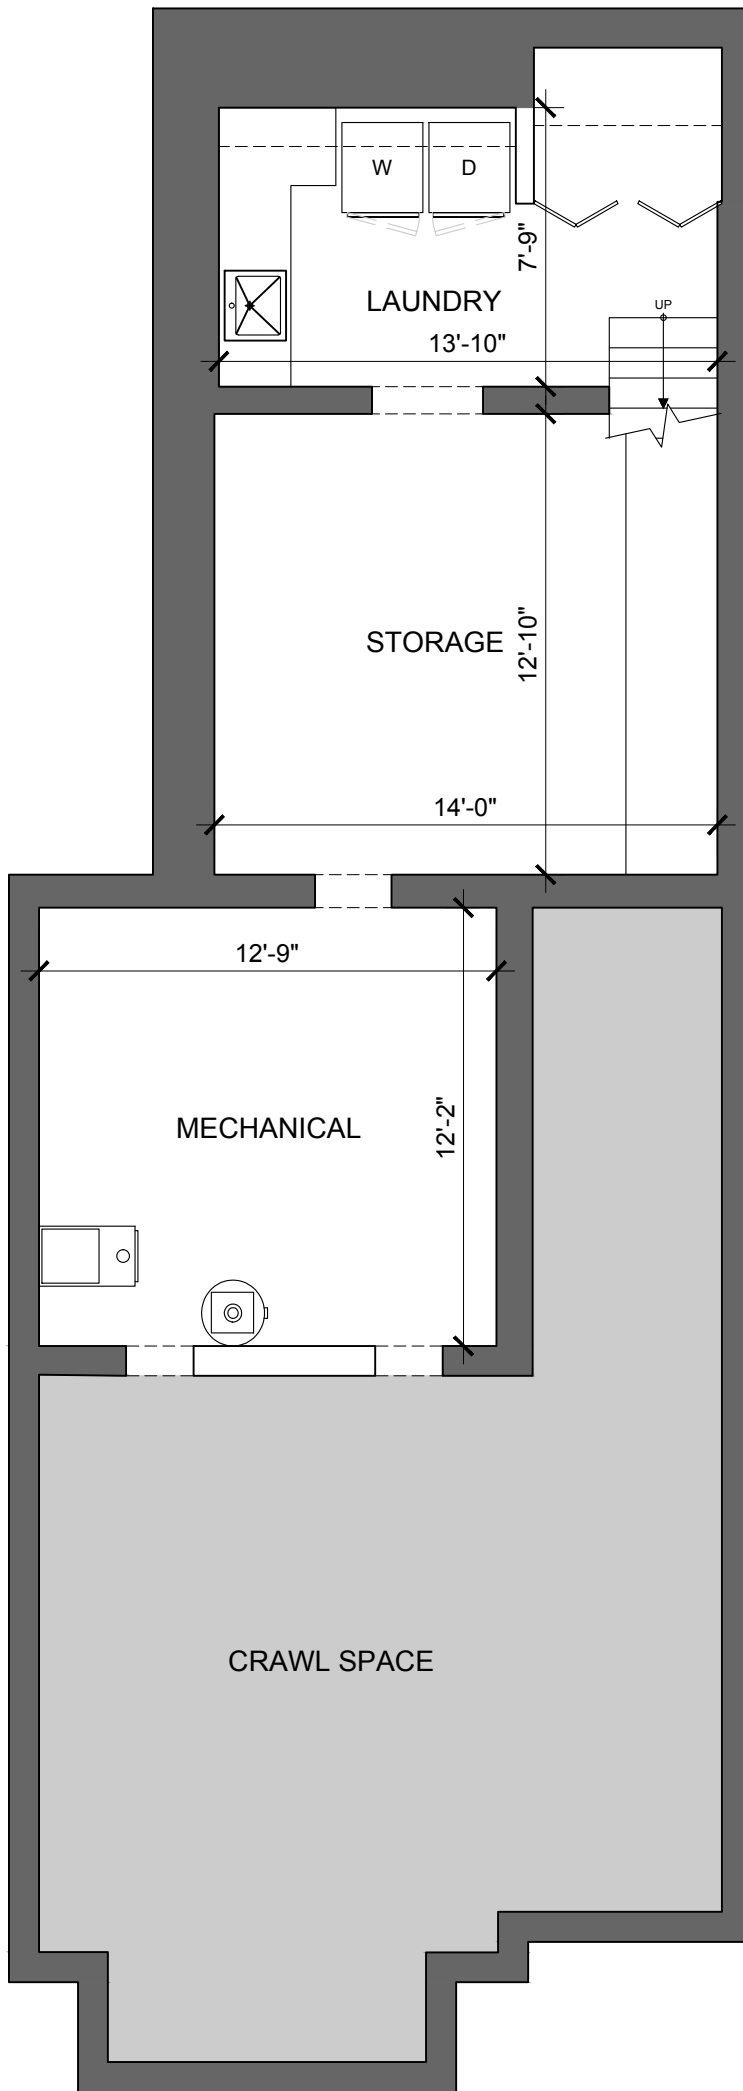 W
D
7'-9"
LAUNDRY
UP
13'-10"
STORAGE
12'-10"
14'-0"
12'-9"
MECHANICAL
12'-2"
CRAWL SPACE